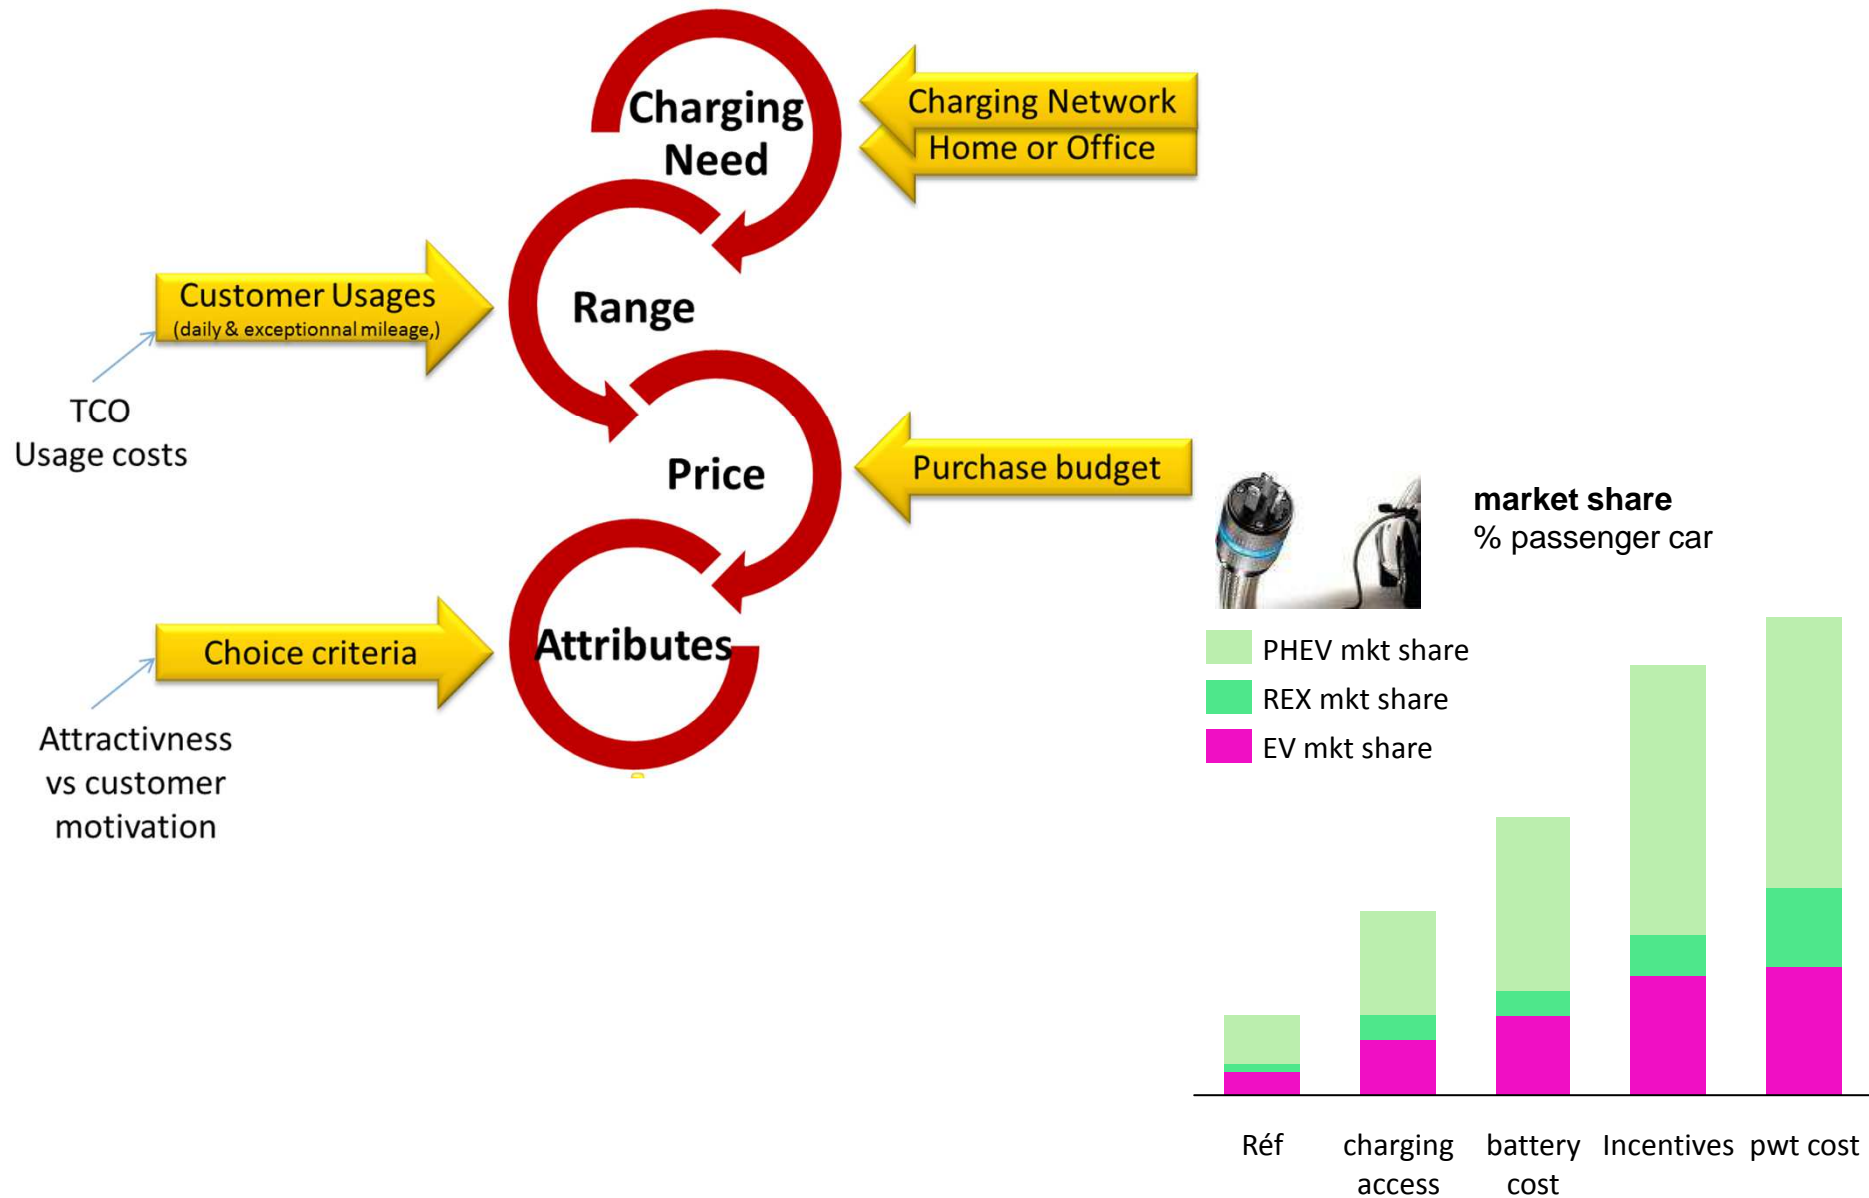 Charging
Need
Charging Network
Home or Office
Customer Usages
(daily & exceptionnal mileage,)
Range
TCO
Usage costs
Price
Purchase budget
Choice criteria
Attributes
Attractivness
vs customer
motivation
market share
% passenger car
PHEV mkt share
REX mkt share
EV mkt share
Réf
charging
access
battery
cost
Incentives
pwt cost